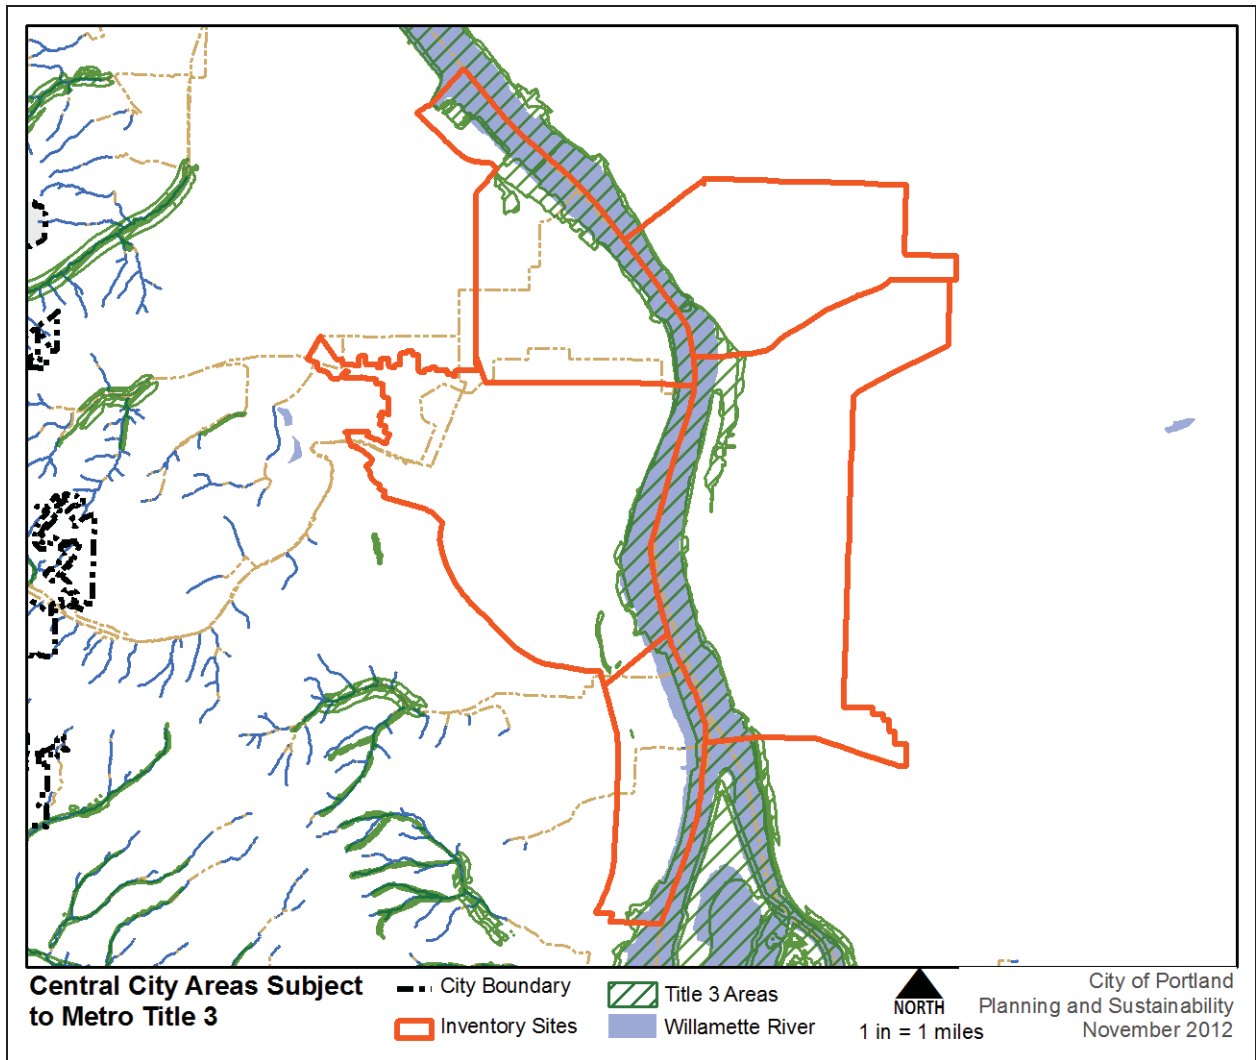 Central City Areas Subject
to Metro Title 3
City Boundary
Inventory Sites
Title 3 Areas
Willamette River
NORTH
1 in = 1 miles
City of Portland
Planning and Sustainability
November 2012